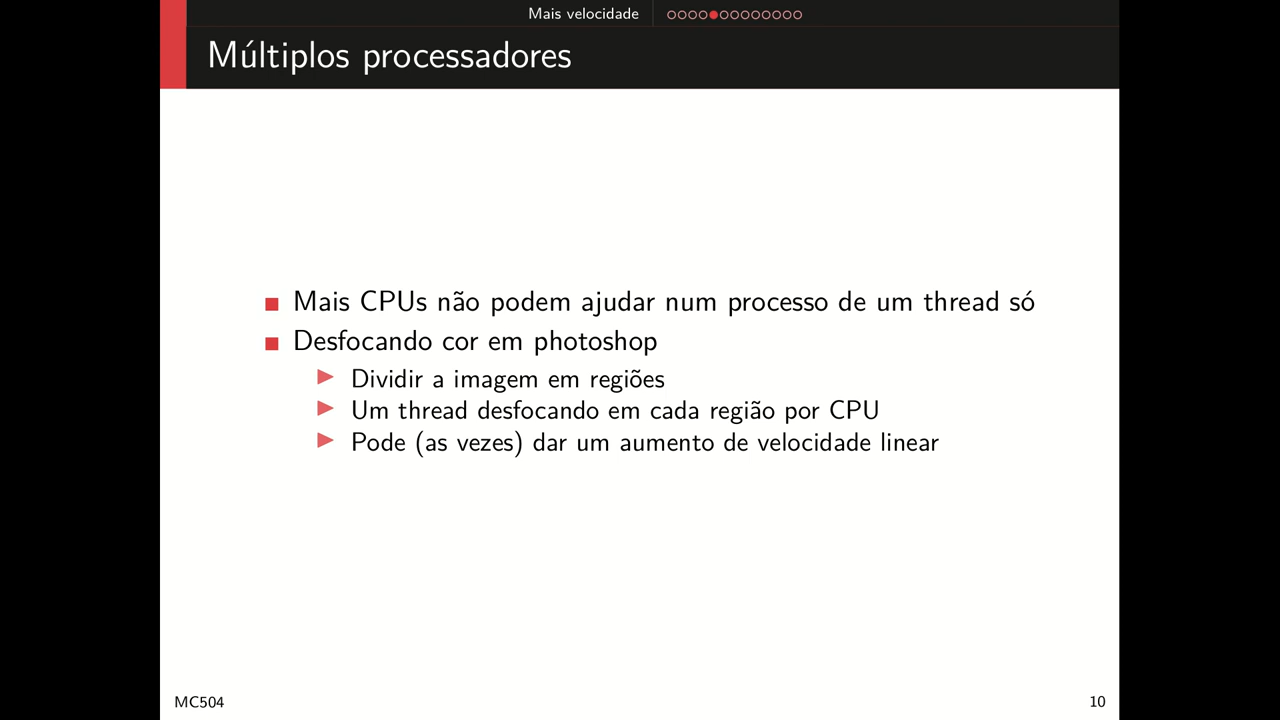 Mais velocidade
Múltiplos processadores
Mais CPUs não podem ajudar num processo de um thread só
Desfocando cor em photoshop
Dividir a imagem em regiões
Um thread desfocando em cada região por CPU
Pode (as vezes) dar um aumento de velocidade linear
MC504
10